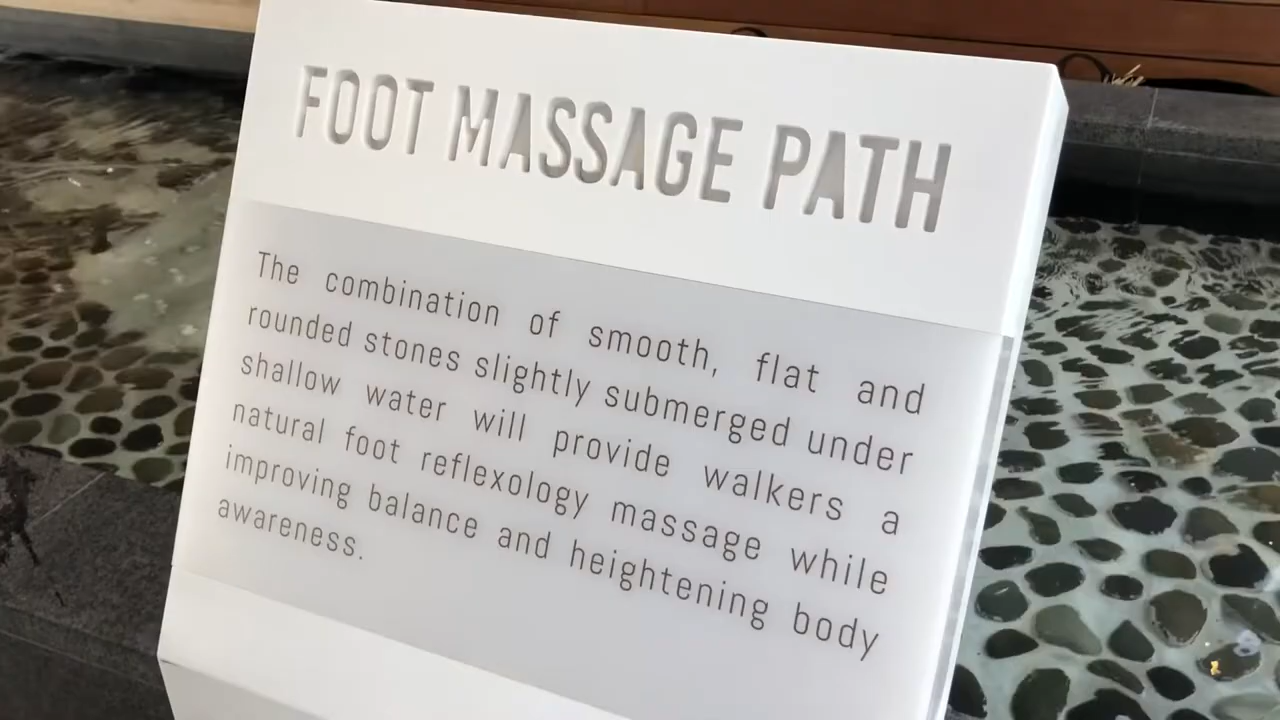 FOOT MASSAGE PATH
The combination of smooth, flat and
rounded stones slightly submerged under
shallow water will provide walkers a
natural foot reflexology massage while
improving balance and heightening body
awareness.